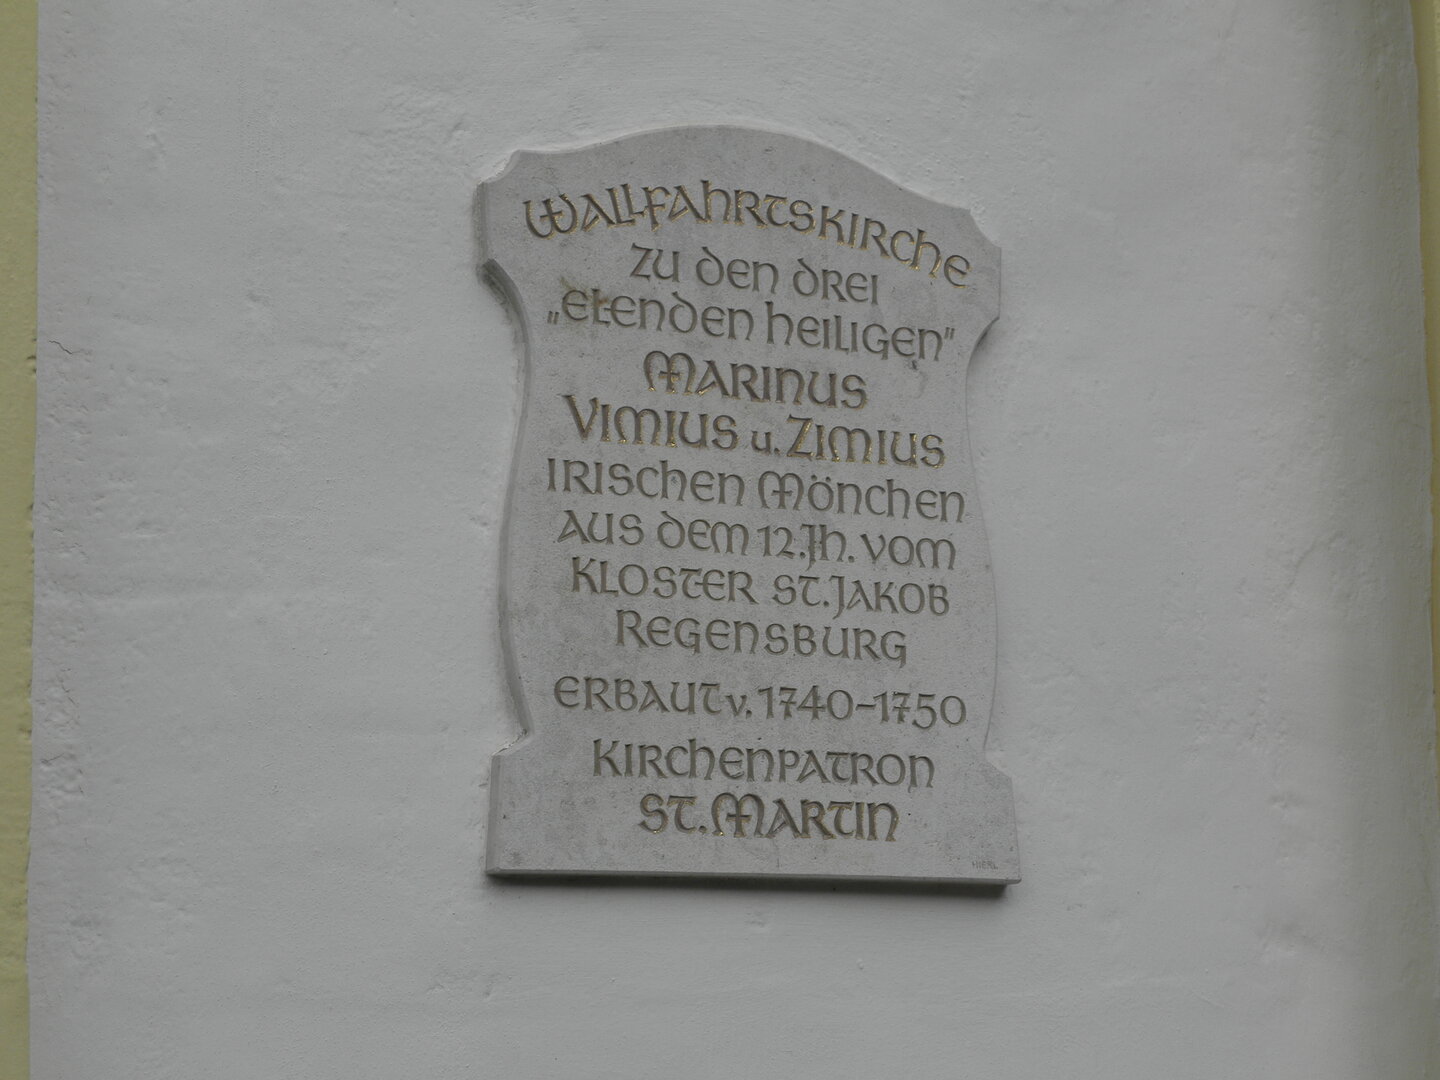 Wallfahrtskirche
zu den drei
„Elenden Heiligen"
Marinus
Vimius u. Zimius
irischen Mönchen
aus dem 12. Jh. vom
Kloster St. Jakob
Regensburg
erbaut v. 1740-1750
Kirchenpatron
St. Martin
HIERL